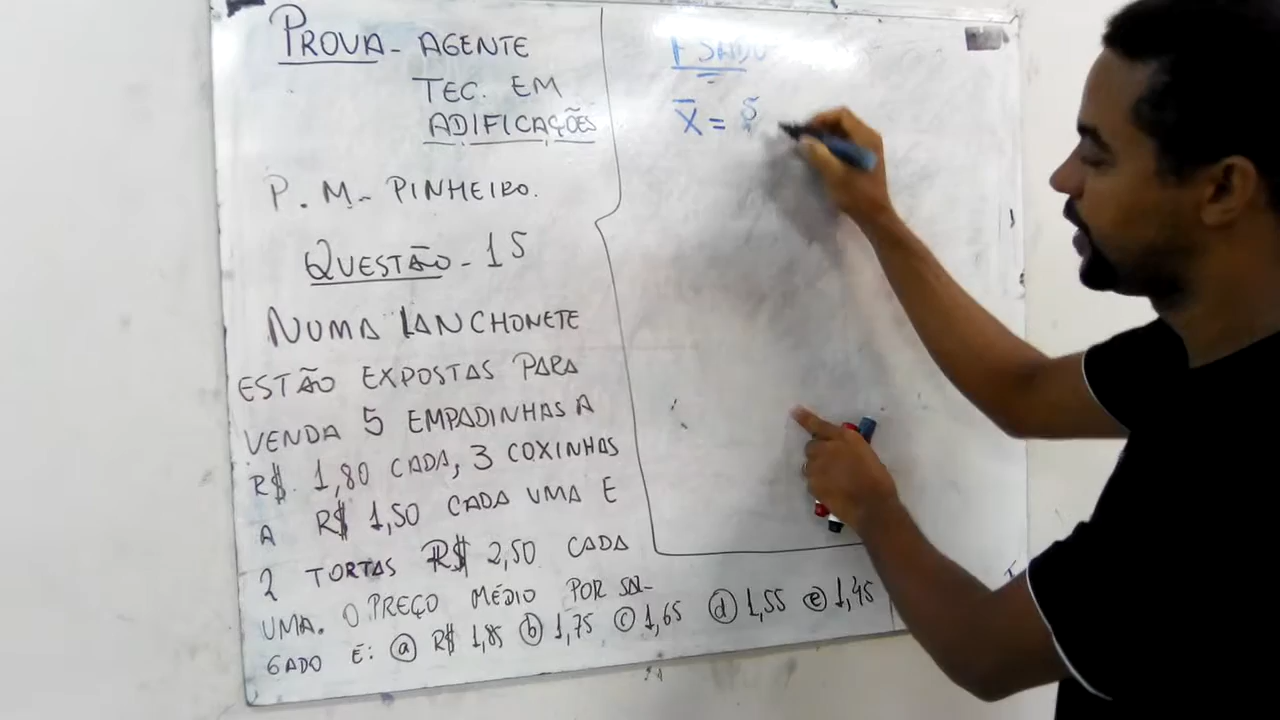 PROVA - AGENTE
TEC. EM
ADIFICAÇÕES
P. M - PINHEIRO.
QUESTÃO - 15
NUMA LANCHONETE
ESTÃO EXPOSTAS PARA
VENDA 5 EMPADINHAS A
R$ 1,80 CADA, 3 COXINHAS
A R$ 1,50 CADA UMA E
2 TORTAS R$ 2,50 CADA
UMA. O PREÇO MÉDIO POR SAL-
GADO É: (a) R$ 1,85 (b) 1,75 (c) 1,65 (d) 1,55 (e) 1,45
X̄ = 5